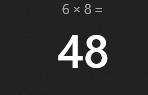 6 × 8 =
48